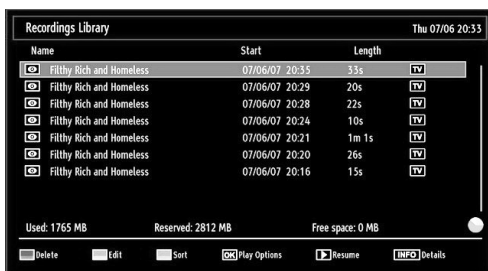 Recordings Library Thu 07/06 20:33
Name Start Length
Filthy Rich and Homeless 07/06/07 20:35 33s TV
Filthy Rich and Homeless 07/06/07 20:29 20s TV
Filthy Rich and Homeless 07/06/07 20:28 22s TV
Filthy Rich and Homeless 07/06/07 20:24 10s TV
Filthy Rich and Homeless 07/06/07 20:21 1m 1s TV
Filthy Rich and Homeless 07/06/07 20:20 26s TV
Filthy Rich and Homeless 07/06/07 20:16 15s TV
Used: 1765 MB Reserved: 2812 MB Free space: 0 MB
Delete Edit Sort OK Play Options Resume INFO Details